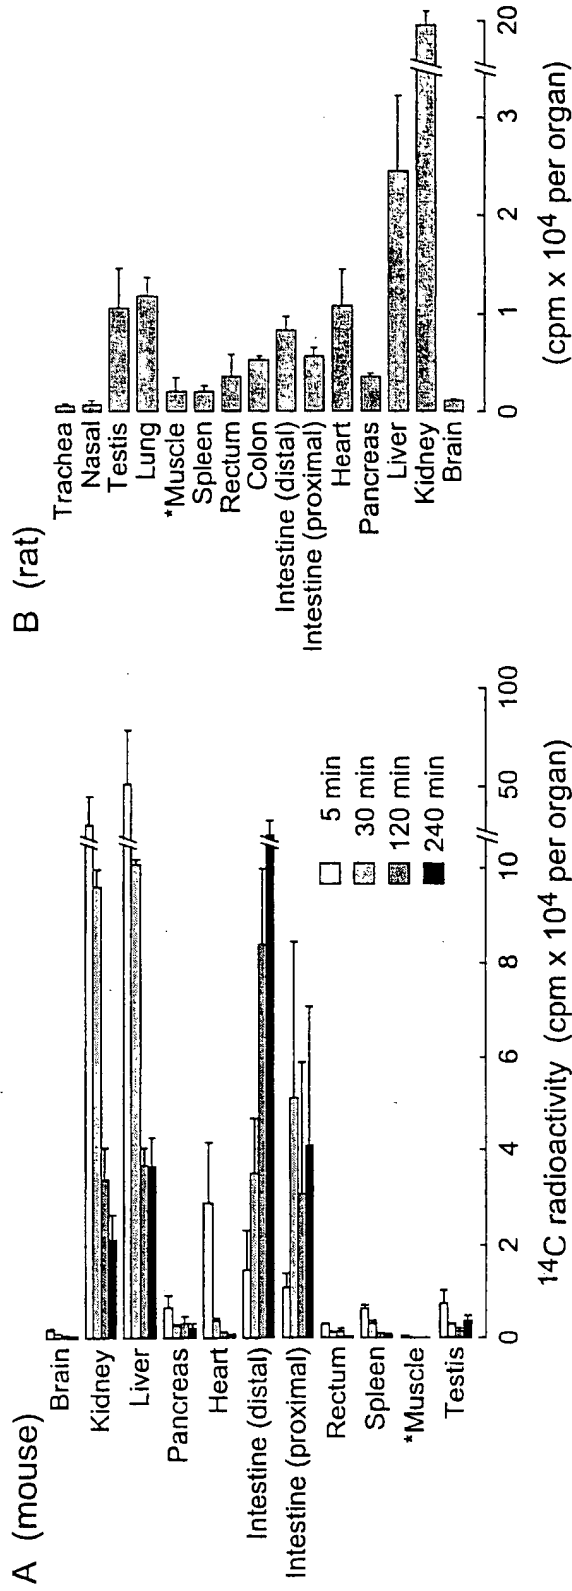 A (mouse)
Brain
Kidney
Liver
Pancreas
Heart
Intestine (distal)
Intestine (proximal)
Rectum
Spleen
*Muscle
Testis
5 min
30 min
120 min
240 min
0 2 4 6 8 10 50 100
14C radioactivity (cpm x 10⁴ per organ)
B (rat)
Trachea
Nasal
Testis
Lung
*Muscle
Spleen
Rectum
Colon
Intestine (distal)
Intestine (proximal)
Heart
Pancreas
Liver
Kidney
Brain
0 1 2 3 20
(cpm x 10⁴ per organ)